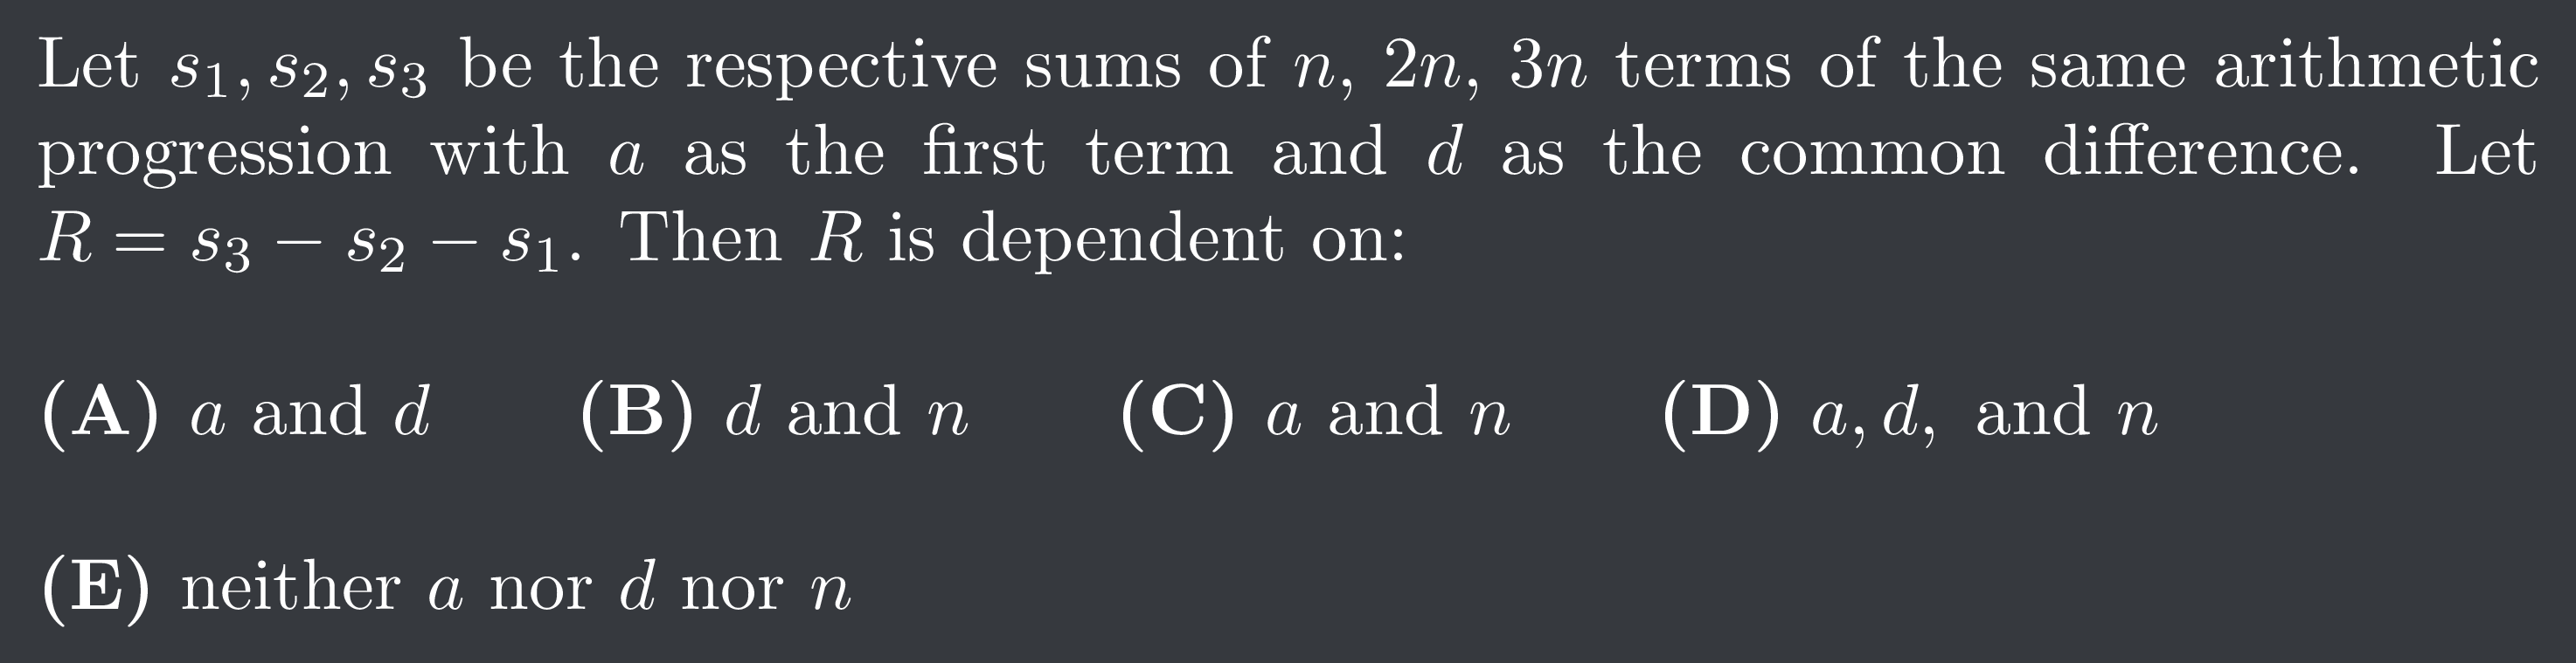 Let s₁, s₂, s₃ be the respective sums of n, 2n, 3n terms of the same arithmetic
progression with a as the first term and d as the common difference. Let
R = s₃ − s₂ − s₁. Then R is dependent on:
(A) a and d (B) d and n (C) a and n (D) a, d, and n
(E) neither a nor d nor n